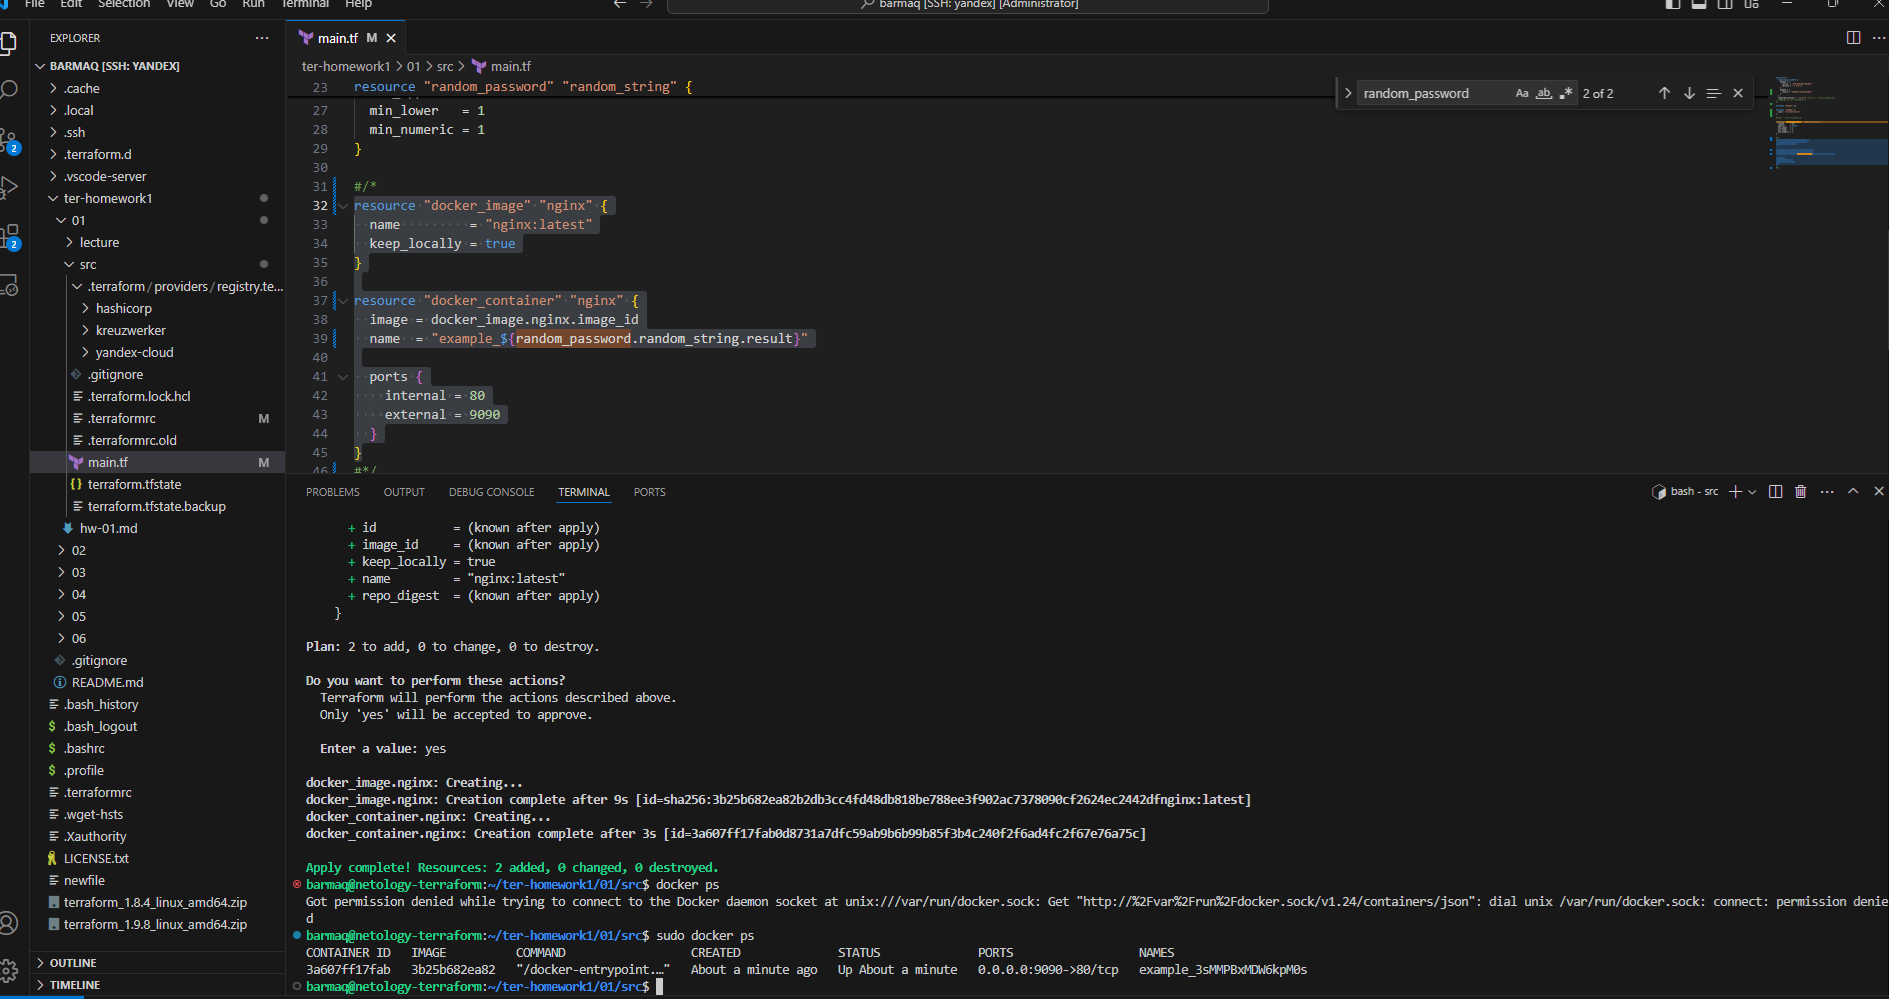 File Edit Selection View Go Run Terminal Help
barmaq [SSH: yandex] [Administrator]
EXPLORER
BARMAQ [SSH: YANDEX]
.cache
.local
.ssh
.terraform.d
.vscode-server
ter-homework1
01
lecture
src
.terraform/providers/registry.te...
hashicorp
kreuzwerker
yandex-cloud
.gitignore
.terraform.lock.hcl
.terraformrc M
.terraformrc.old
main.tf M
terraform.tfstate
terraform.tfstate.backup
hw-01.md
02
03
04
05
06
.gitignore
README.md
.bash_history
.bash_logout
.bashrc
.profile
.terraformrc
.wget-hsts
.Xauthority
LICENSE.txt
newfile
terraform_1.8.4_linux_amd64.zip
terraform_1.9.8_linux_amd64.zip
OUTLINE
TIMELINE
2
2
main.tf M
ter-homework1 > 01 > src > main.tf
random_password Aa ab .* 2 of 2
23 resource "random_password" "random_string" {
27 min_lower = 1
28 min_numeric = 1
29 }
30
31 #/*
32 resource "docker_image" "nginx" {
33 name = "nginx:latest"
34 keep_locally = true
35 }
36
37 resource "docker_container" "nginx" {
38 image = docker_image.nginx.image_id
39 name = "example_${random_password.random_string.result}"
40
41 ports {
42 internal = 80
43 external = 9090
44 }
45 }
46 #*/
PROBLEMS OUTPUT DEBUG CONSOLE TERMINAL PORTS
bash - src
+ id = (known after apply)
+ image_id = (known after apply)
+ keep_locally = true
+ name = "nginx:latest"
+ repo_digest = (known after apply)
}
Plan: 2 to add, 0 to change, 0 to destroy.
Do you want to perform these actions?
Terraform will perform the actions described above.
Only 'yes' will be accepted to approve.
Enter a value: yes
docker_image.nginx: Creating...
docker_image.nginx: Creation complete after 9s [id=sha256:3b25b682ea82b2db3cc4fd48db818be788ee3f902ac7378090cf2624ec2442dfnginx:latest]
docker_container.nginx: Creating...
docker_container.nginx: Creation complete after 3s [id=3a607ff17fab0d8731a7dfc59ab9b6b99b85f3b4c240f2f6ad4fc2f67e76a75c]
Apply complete! Resources: 2 added, 0 changed, 0 destroyed.
barmaq@netology-terraform:~/ter-homework1/01/src$ docker ps
Got permission denied while trying to connect to the Docker daemon socket at unix:///var/run/docker.sock: Get "http://%2Fvar%2Frun%2Fdocker.sock/v1.24/containers/json": dial unix /var/run/docker.sock: connect: permission denie
d
barmaq@netology-terraform:~/ter-homework1/01/src$ sudo docker ps
CONTAINER ID IMAGE COMMAND CREATED STATUS PORTS NAMES
3a607ff17fab 3b25b682ea82 "/docker-entrypoint.…" About a minute ago Up About a minute 0.0.0.0:9090->80/tcp example_3sMMPBxMDW6kpM0s
barmaq@netology-terraform:~/ter-homework1/01/src$